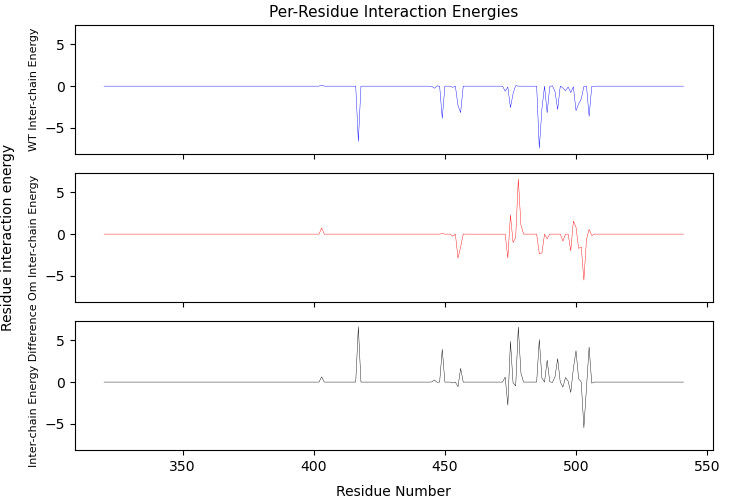 Per-Residue Interaction Energies
Residue interaction energy
WT Inter-chain Energy
5
0
−5
Om Inter-chain Energy
5
0
−5
Inter-chain Energy Difference
5
0
−5
350
400
450
500
550
Residue Number